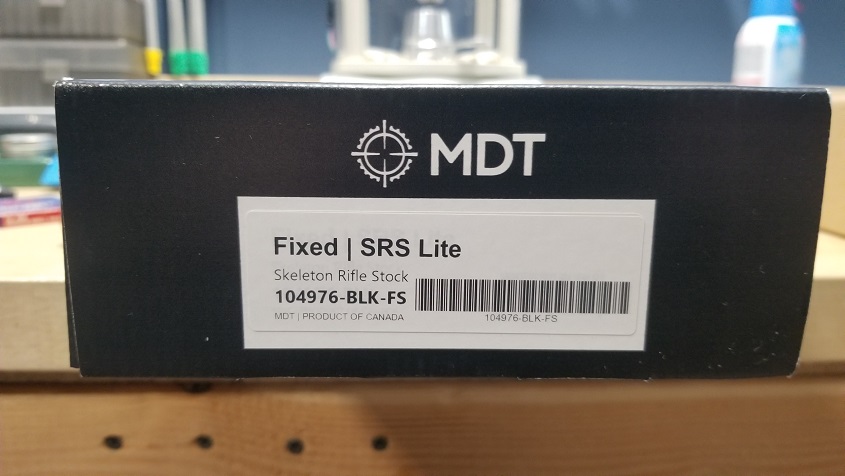 MDT
Fixed | SRS Lite
Skeleton Rifle Stock
104976-BLK-FS
MDT | PRODUCT OF CANADA
104976-BLK-FS